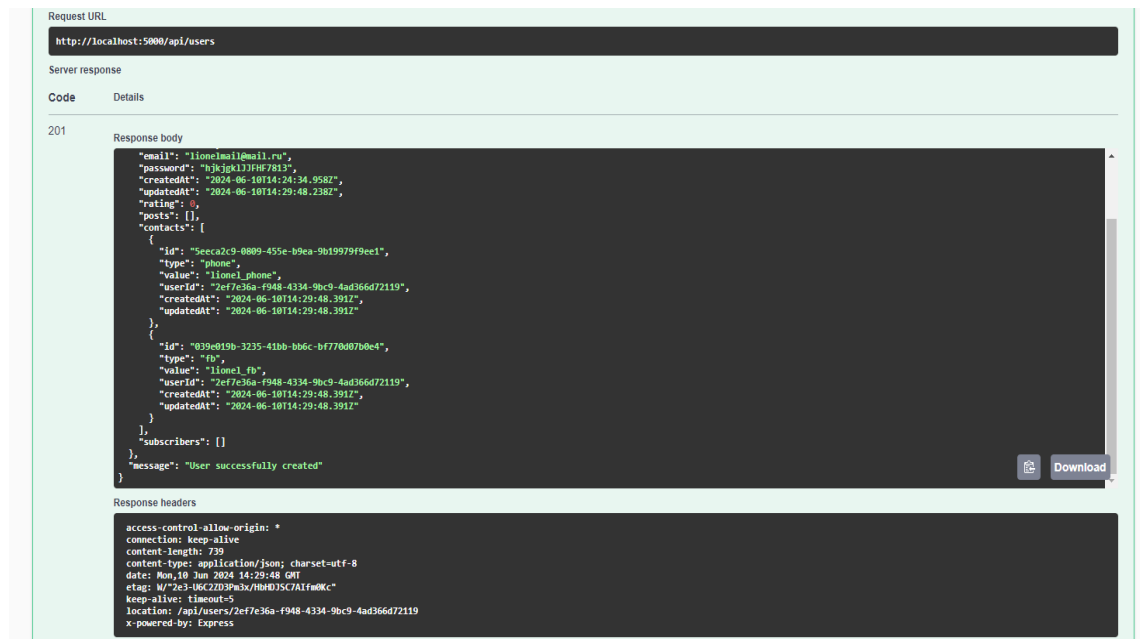 Request URL
http://localhost:5000/api/users
Server response
Code Details
201
Response body
"email": "lionelmail@mail.ru",
"password": "hjkjgklJJFHF7813",
"createdAt": "2024-06-10T14:24:34.958Z",
"updatedAt": "2024-06-10T14:29:48.238Z",
"rating": 0,
"posts": [],
"contacts": [
{
"id": "5eeca2c9-0809-455e-b9ea-9b19979f9ee1",
"type": "phone",
"value": "lionel_phone",
"userId": "2ef7e36a-f948-4334-9bc9-4ad366d72119",
"createdAt": "2024-06-10T14:29:48.391Z",
"updatedAt": "2024-06-10T14:29:48.391Z"
},
{
"id": "039e019b-3235-41bb-bb6c-bf770d07b0e4",
"type": "fb",
"value": "lionel_fb",
"userId": "2ef7e36a-f948-4334-9bc9-4ad366d72119",
"createdAt": "2024-06-10T14:29:48.391Z",
"updatedAt": "2024-06-10T14:29:48.391Z"
}
],
"subscribers": []
},
"message": "User successfully created"
}
Download
Response headers
access-control-allow-origin: *
connection: keep-alive
content-length: 739
content-type: application/json; charset=utf-8
date: Mon,10 Jun 2024 14:29:48 GMT
etag: W/"2e3-U6C2ZD3Pm3x/HbHDJSC7AIfm0Kc"
keep-alive: timeout=5
location: /api/users/2ef7e36a-f948-4334-9bc9-4ad366d72119
x-powered-by: Express